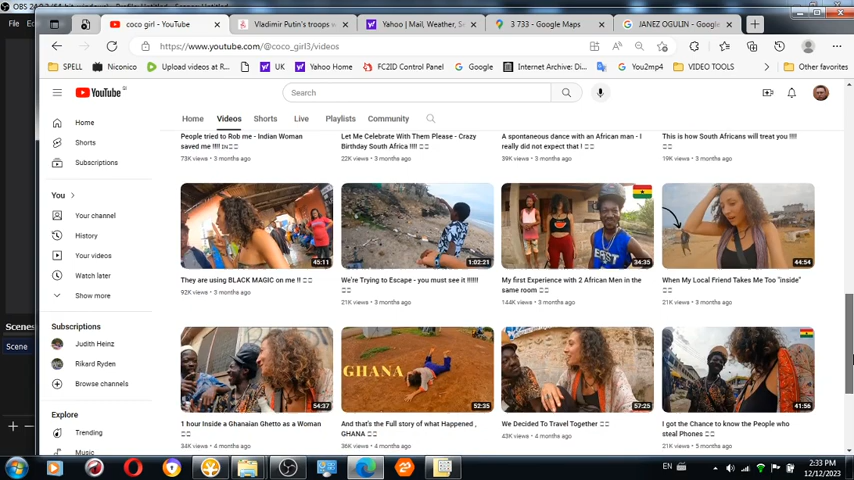 OBS 24.0.3 (64-bit, windows) - Profile: Untitled - Scenes: Untitled
File
coco girl - YouTube
Vladimir Putin's troops w
Yahoo | Mail, Weather, Se
3 733 - Google Maps
JANEZ OGULIN - Google
https://www.youtube.com/@coco_girl3/videos
SPELL
Niconico
Upload videos at R...
UK
Yahoo Home
FC2ID Control Panel
Google
Internet Archive: Di...
You2mp4
VIDEO TOOLS
Other favorites
YouTube
Search
Home
Videos
Shorts
Live
Playlists
Community
Home
Shorts
Subscriptions
You
Your channel
History
Your videos
Watch later
Show more
Subscriptions
Judith Heinz
Rikard Ryden
Browse channels
Explore
Trending
Music
People tried to Rob me - Indian Woman
saved me !!!!
73K views • 3 months ago
Let Me Celebrate With Them Please - Crazy
Birthday South Africa !!!!
22K views • 3 months ago
A spontaneous dance with an African man - I
really did not expect that !
39K views • 3 months ago
This is how South Africans will treat you !!!!
19K views • 3 months ago
45:11
They are using BLACK MAGIC on me !!
92K views • 3 months ago
1:02:21
We're Trying to Escape - you must see it !!!!!!
21K views • 3 months ago
34:35
My first Experience with 2 African Men in the
same room
144K views • 3 months ago
44:54
When My Local Friend Takes Me Too "inside"
21K views • 3 months ago
54:37
1 hour Inside a Ghanaian Ghetto as a Woman
34K views • 4 months ago
GHANA
52:35
And that's the Full story of what Happened ,
GHANA
36K views • 4 months ago
57:25
We Decided To Travel Together
43K views • 4 months ago
41:56
I got the Chance to know the People who
steal Phones
21K views • 5 months ago
Scenes
Scene
EN
2:33 PM
12/12/2023